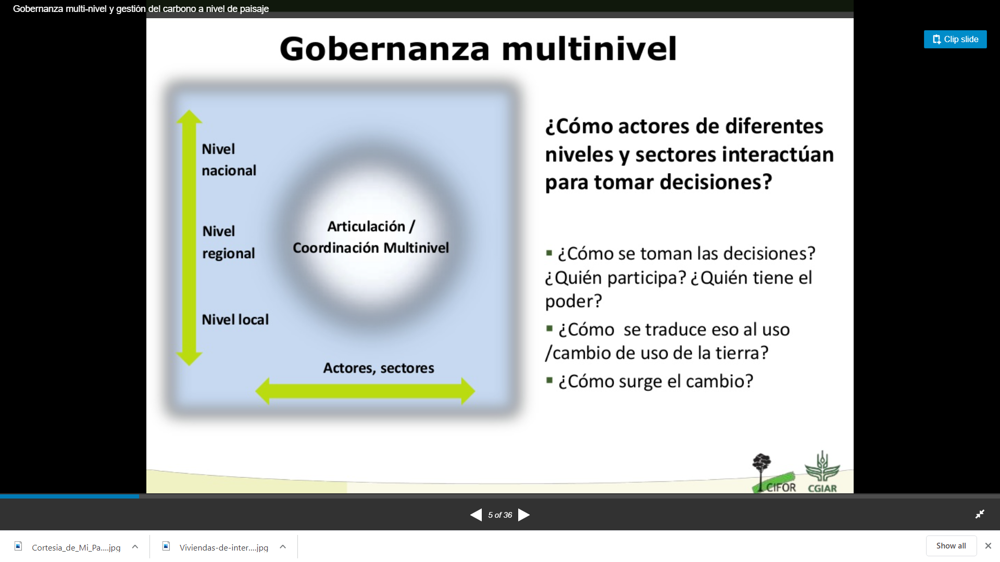 Gobernanza multi-nivel y gestión del carbono a nivel de paisaje
Clip slide
Gobernanza multinivel
Nivel
nacional
Nivel
regional
Nivel local
Articulación /
Coordinación Multinivel
Actores, sectores
¿Cómo actores de diferentes
niveles y sectores interactúan
para tomar decisiones?
▪ ¿Cómo se toman las decisiones?
¿Quién participa? ¿Quién tiene el
poder?
▪ ¿Cómo  se traduce eso al uso
/cambio de uso de la tierra?
▪ ¿Cómo surge el cambio?
CIFOR
CGIAR
5 of 36
Cortesia_de_Mi_Pa....jpg
Viviendas-de-inter....jpg
Show all